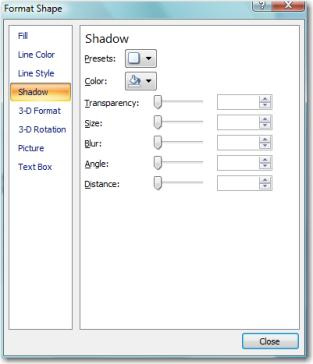 Format Shape
Fill
Line Color
Line Style
Shadow
3-D Format
3-D Rotation
Picture
Text Box
Shadow
Presets:
Color:
Transparency:
Size:
Blur:
Angle:
Distance:
Close